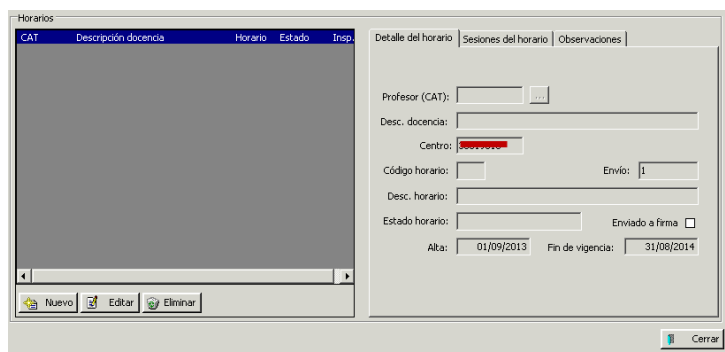 Horarios
CAT Descripción docencia Horario Estado Insp.
Detalle del horario Sesiones del horario Observaciones
Profesor (CAT): ...
Desc. docencia:
Centro:
Código horario: Envío: 1
Desc. horario:
Estado horario: Enviado a firma
Alta: 01/09/2013 Fin de vigencia: 31/08/2014
Nuevo Editar Eliminar
Cerrar